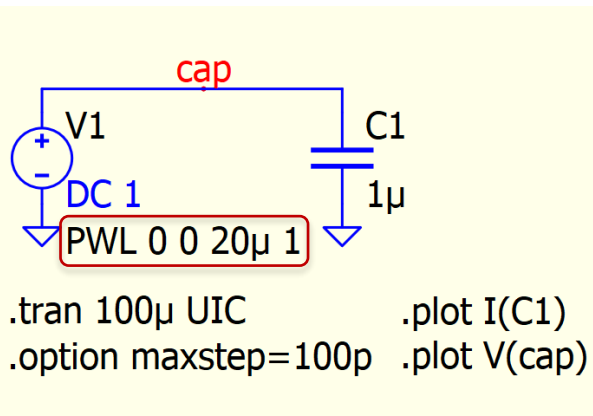 cap
V1
C1
DC 1
1µ
PWL 0 0 20µ 1
.tran 100µ UIC
.plot I(C1)
.option maxstep=100p
.plot V(cap)